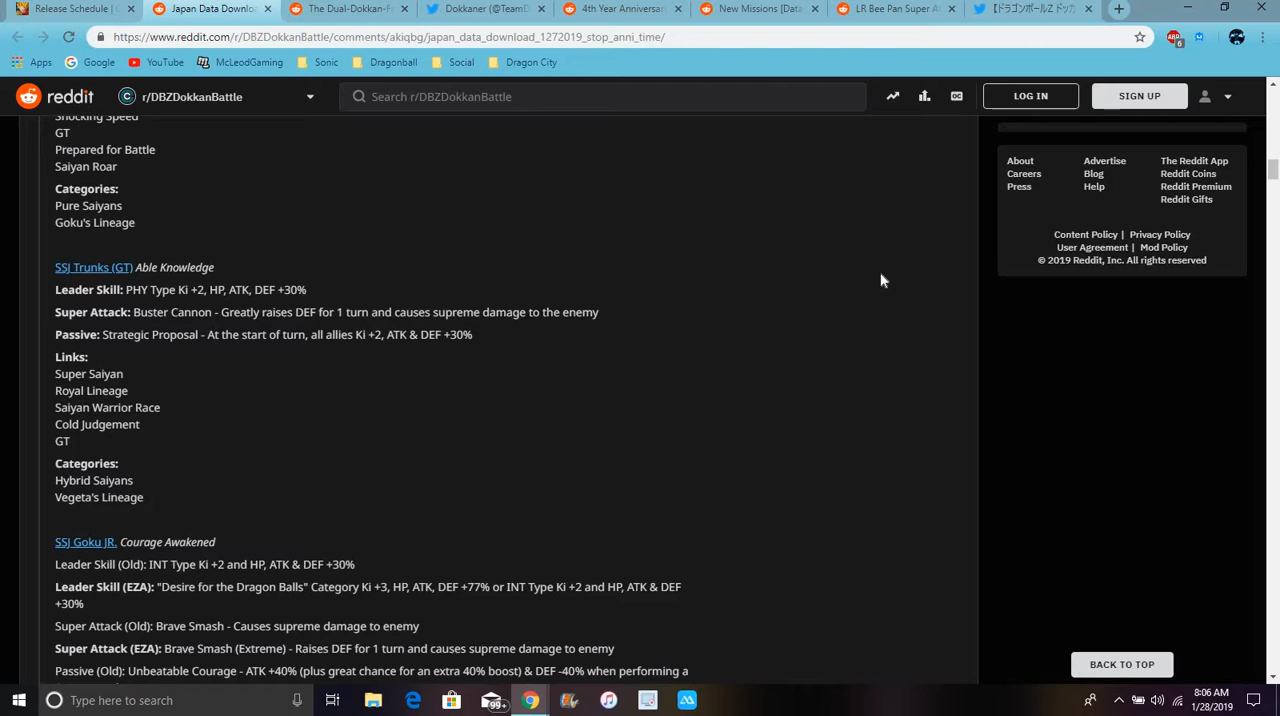 Release Schedule | G
Japan Data Downlo
The Dual-Dokkan-F
Dokkaner (@TeamD
4th Year Anniversar
New Missions [Data
LR Bee Pan Super A
【ドラゴンボールZ ドッカ
https://www.reddit.com/r/DBZDokkanBattle/comments/akiqbg/japan_data_download_1272019_stop_anni_time/
ABP
6
Apps
Google
YouTube
McLeodGaming
Sonic
Dragonball
Social
Dragon City
reddit
r/DBZDokkanBattle
Search r/DBZDokkanBattle
OC
LOG IN
SIGN UP
Shocking Speed
GT
Prepared for Battle
Saiyan Roar
Categories:
Pure Saiyans
Goku's Lineage
SSJ Trunks (GT) Able Knowledge
Leader Skill: PHY Type Ki +2, HP, ATK, DEF +30%
Super Attack: Buster Cannon - Greatly raises DEF for 1 turn and causes supreme damage to the enemy
Passive: Strategic Proposal - At the start of turn, all allies Ki +2, ATK & DEF +30%
Links:
Super Saiyan
Royal Lineage
Saiyan Warrior Race
Cold Judgement
GT
Categories:
Hybrid Saiyans
Vegeta's Lineage
SSJ Goku JR. Courage Awakened
Leader Skill (Old): INT Type Ki +2 and HP, ATK & DEF +30%
Leader Skill (EZA): "Desire for the Dragon Balls" Category Ki +3, HP, ATK, DEF +77% or INT Type Ki +2 and HP, ATK & DEF
+30%
Super Attack (Old): Brave Smash - Causes supreme damage to enemy
Super Attack (EZA): Brave Smash (Extreme) - Raises DEF for 1 turn and causes supreme damage to enemy
Passive (Old): Unbeatable Courage - ATK +40% (plus great chance for an extra 40% boost) & DEF -40% when performing a
About
Advertise
The Reddit App
Careers
Blog
Reddit Coins
Press
Help
Reddit Premium
Reddit Gifts
Content Policy | Privacy Policy
User Agreement | Mod Policy
© 2019 Reddit, Inc. All rights reserved
BACK TO TOP
Type here to search
99+
8:06 AM
1/28/2019